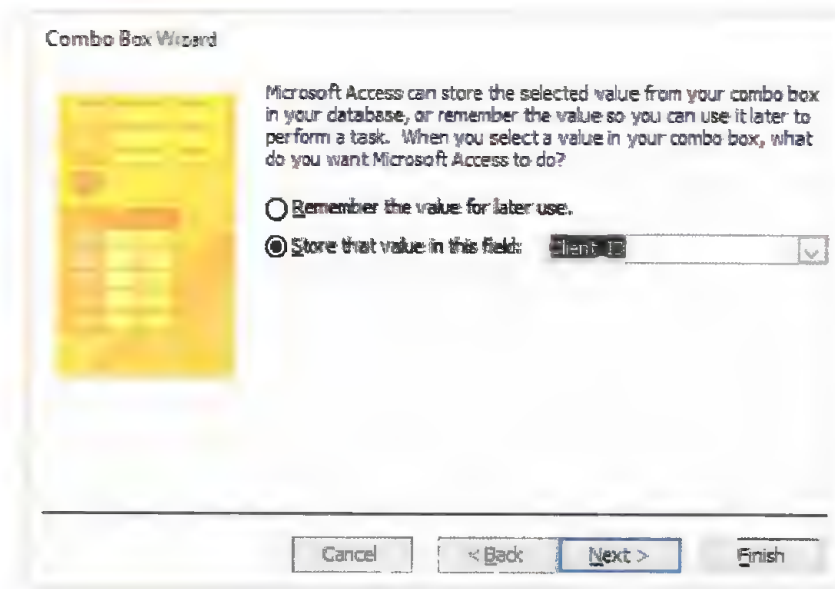 Combo Box Wizard
Microsoft Access can store the selected value from your combo box
in your database, or remember the value so you can use it later to
perform a task. When you select a value in your combo box, what
do you want Microsoft Access to do?
Remember the value for later use.
Store that value in this field: Client ID
Cancel < Back Next > Finish